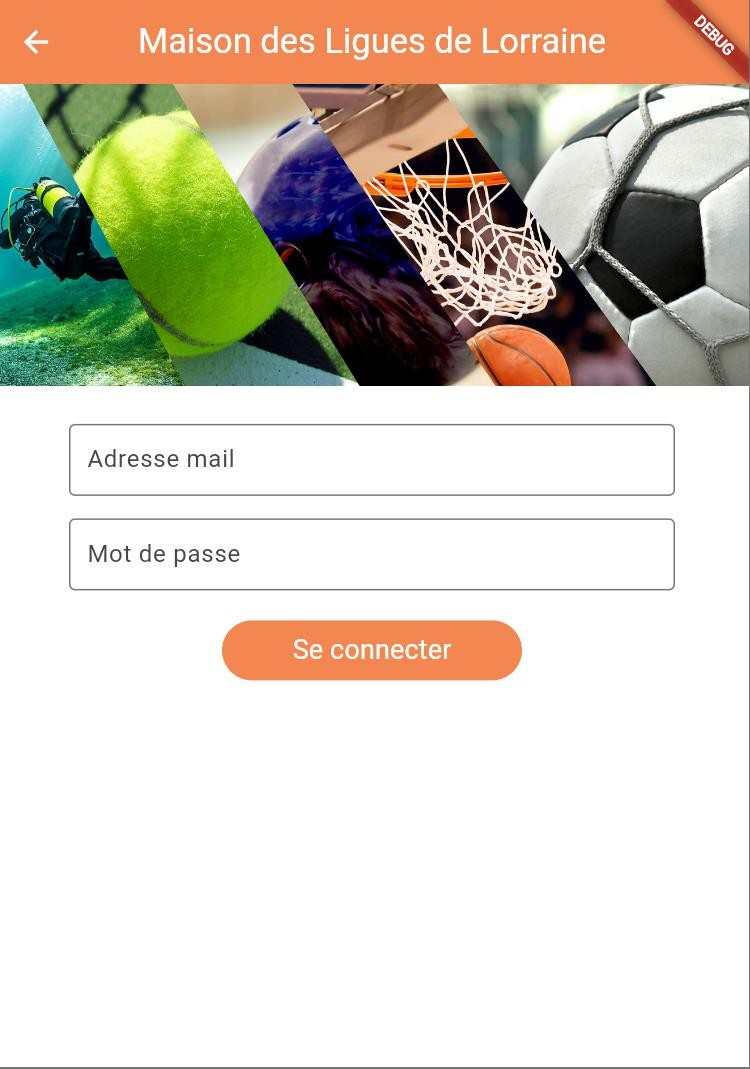 Maison des Ligues de Lorraine
DEBUG
Adresse mail
Mot de passe
Se connecter